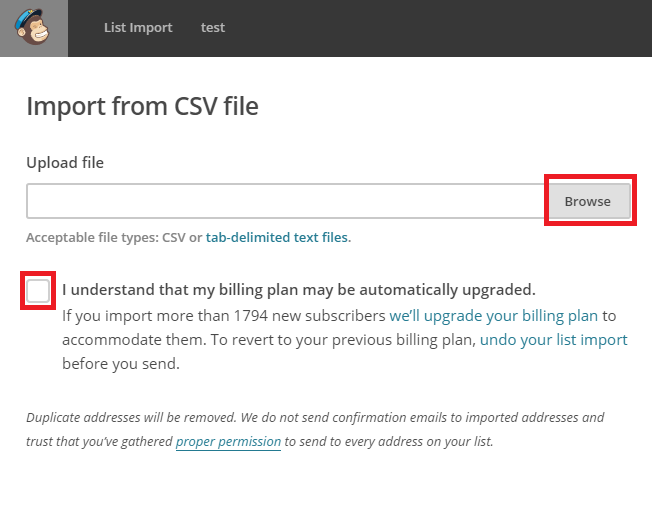 List Import test
Import from CSV file
Upload file
Browse
Acceptable file types: CSV or tab-delimited text files.
I understand that my billing plan may be automatically upgraded.
If you import more than 1794 new subscribers we'll upgrade your billing plan to
accommodate them. To revert to your previous billing plan, undo your list import
before you send.
Duplicate addresses will be removed. We do not send confirmation emails to imported addresses and
trust that you've gathered proper permission to send to every address on your list.